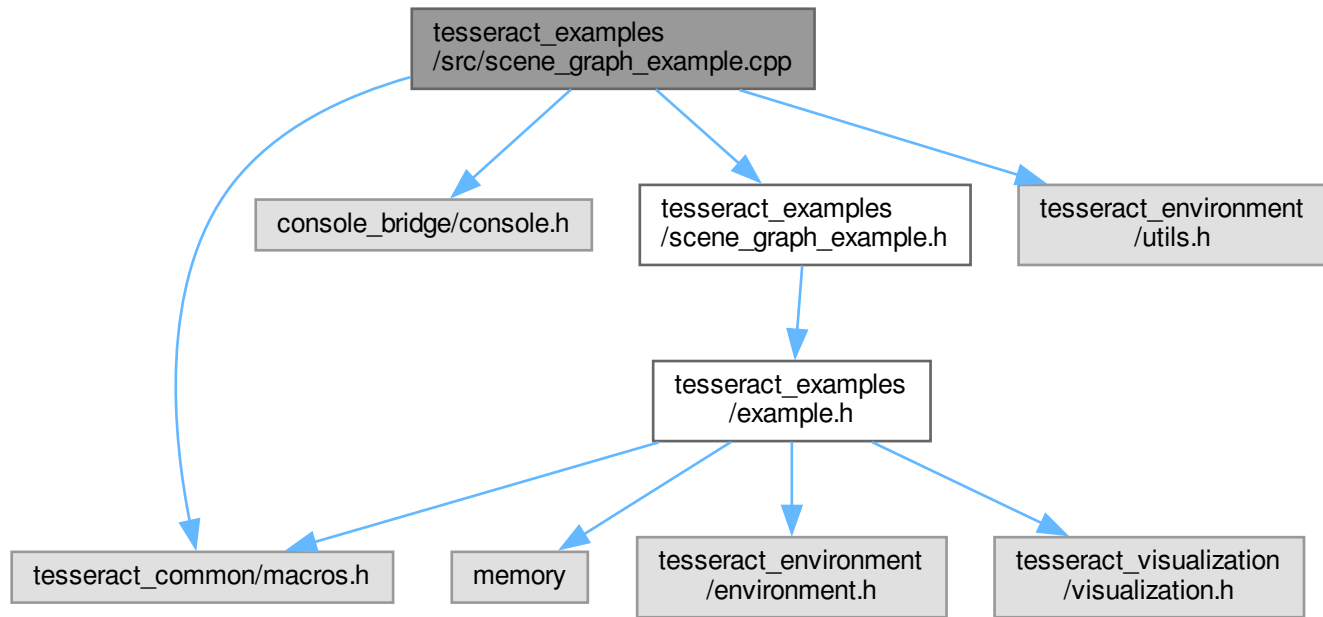 tesseract_examples
/src/scene_graph_example.cpp
console_bridge/console.h
tesseract_examples
/scene_graph_example.h
tesseract_environment
/utils.h
tesseract_examples
/example.h
tesseract_common/macros.h
memory
tesseract_environment
/environment.h
tesseract_visualization
/visualization.h